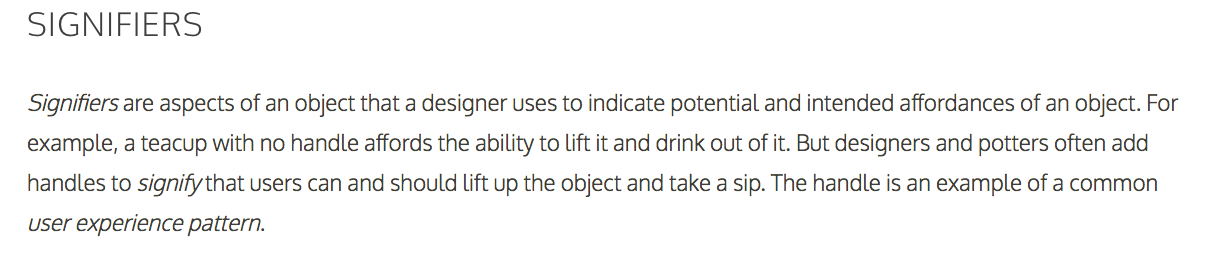 SIGNIFIERS
Signifiers are aspects of an object that a designer uses to indicate potential and intended affordances of an object. For
example, a teacup with no handle affords the ability to lift it and drink out of it. But designers and potters often add
handles to signify that users can and should lift up the object and take a sip. The handle is an example of a common
user experience pattern.